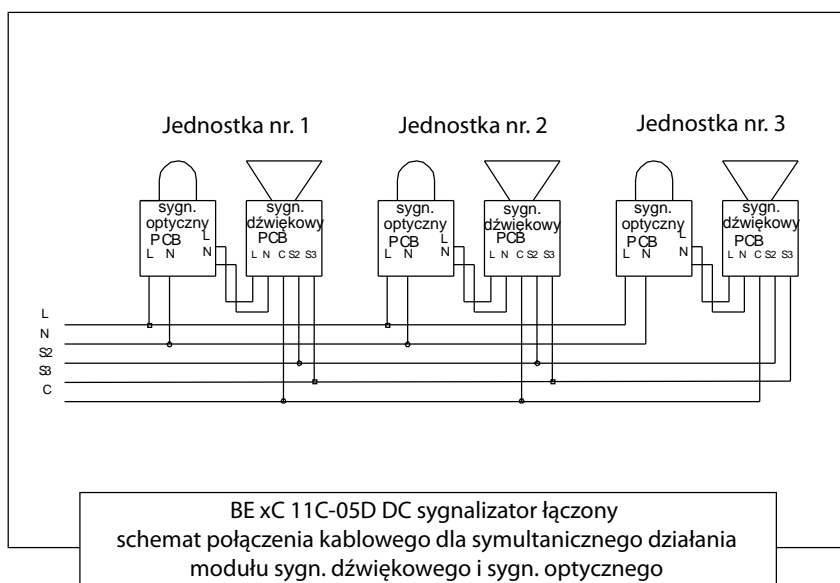 Jednostka nr. 1
Jednostka nr. 2
Jednostka nr. 3
sygn.
optyczny
PCB
L N
L
N
sygn.
dźwiękowy
PCB
L N C S2 S3
sygn.
optyczny
PCB
L N
L
N
sygn.
dźwiękowy
PCB
L N C S2 S3
sygn.
optyczny
PCB
L N
L
N
sygn.
dźwiękowy
PCB
L N C S2 S3
L
N
S2
S3
C
BE xC 11C-05D DC sygnalizator łączony
schemat połączenia kablowego dla symultanicznego działania
modułu sygn. dźwiękowego i sygn. optycznego